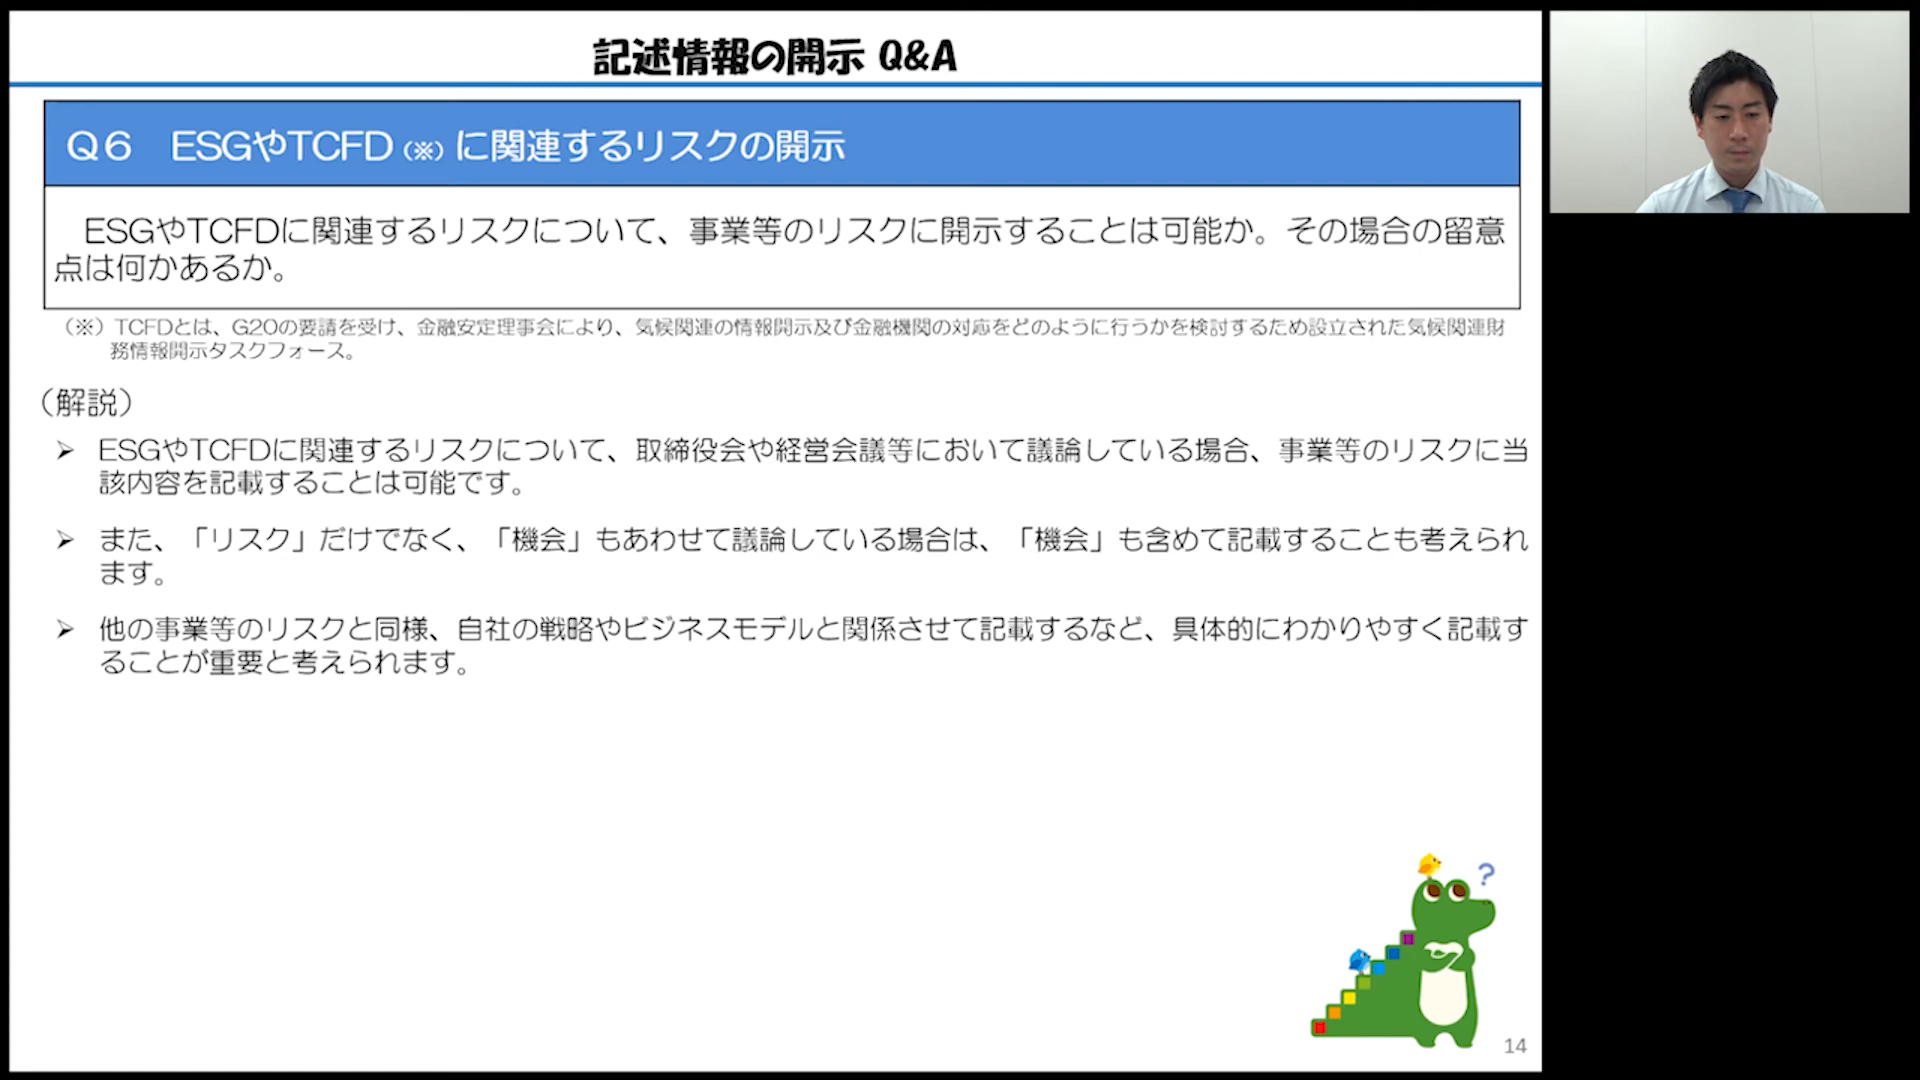 記述情報の開示 Q&A
Q6 ESGやTCFD(※)に関連するリスクの開示
ESGやTCFDに関連するリスクについて、事業等のリスクに開示することは可能か。その場合の留意
点は何かあるか。
(※)TCFDとは、G20の要請を受け、金融安定理事会により、気候関連の情報開示及び金融機関の対応をどのように行うかを検討するため設立された気候関連財
務情報開示タスクフォース。
(解説)
➢ ESGやTCFDに関連するリスクについて、取締役会や経営会議等において議論している場合、事業等のリスクに当
該内容を記載することは可能です。
➢ また、「リスク」だけでなく、「機会」もあわせて議論している場合は、「機会」も含めて記載することも考えられ
ます。
➢ 他の事業等のリスクと同様、自社の戦略やビジネスモデルと関係させて記載するなど、具体的にわかりやすく記載す
ることが重要と考えられます。
?
14